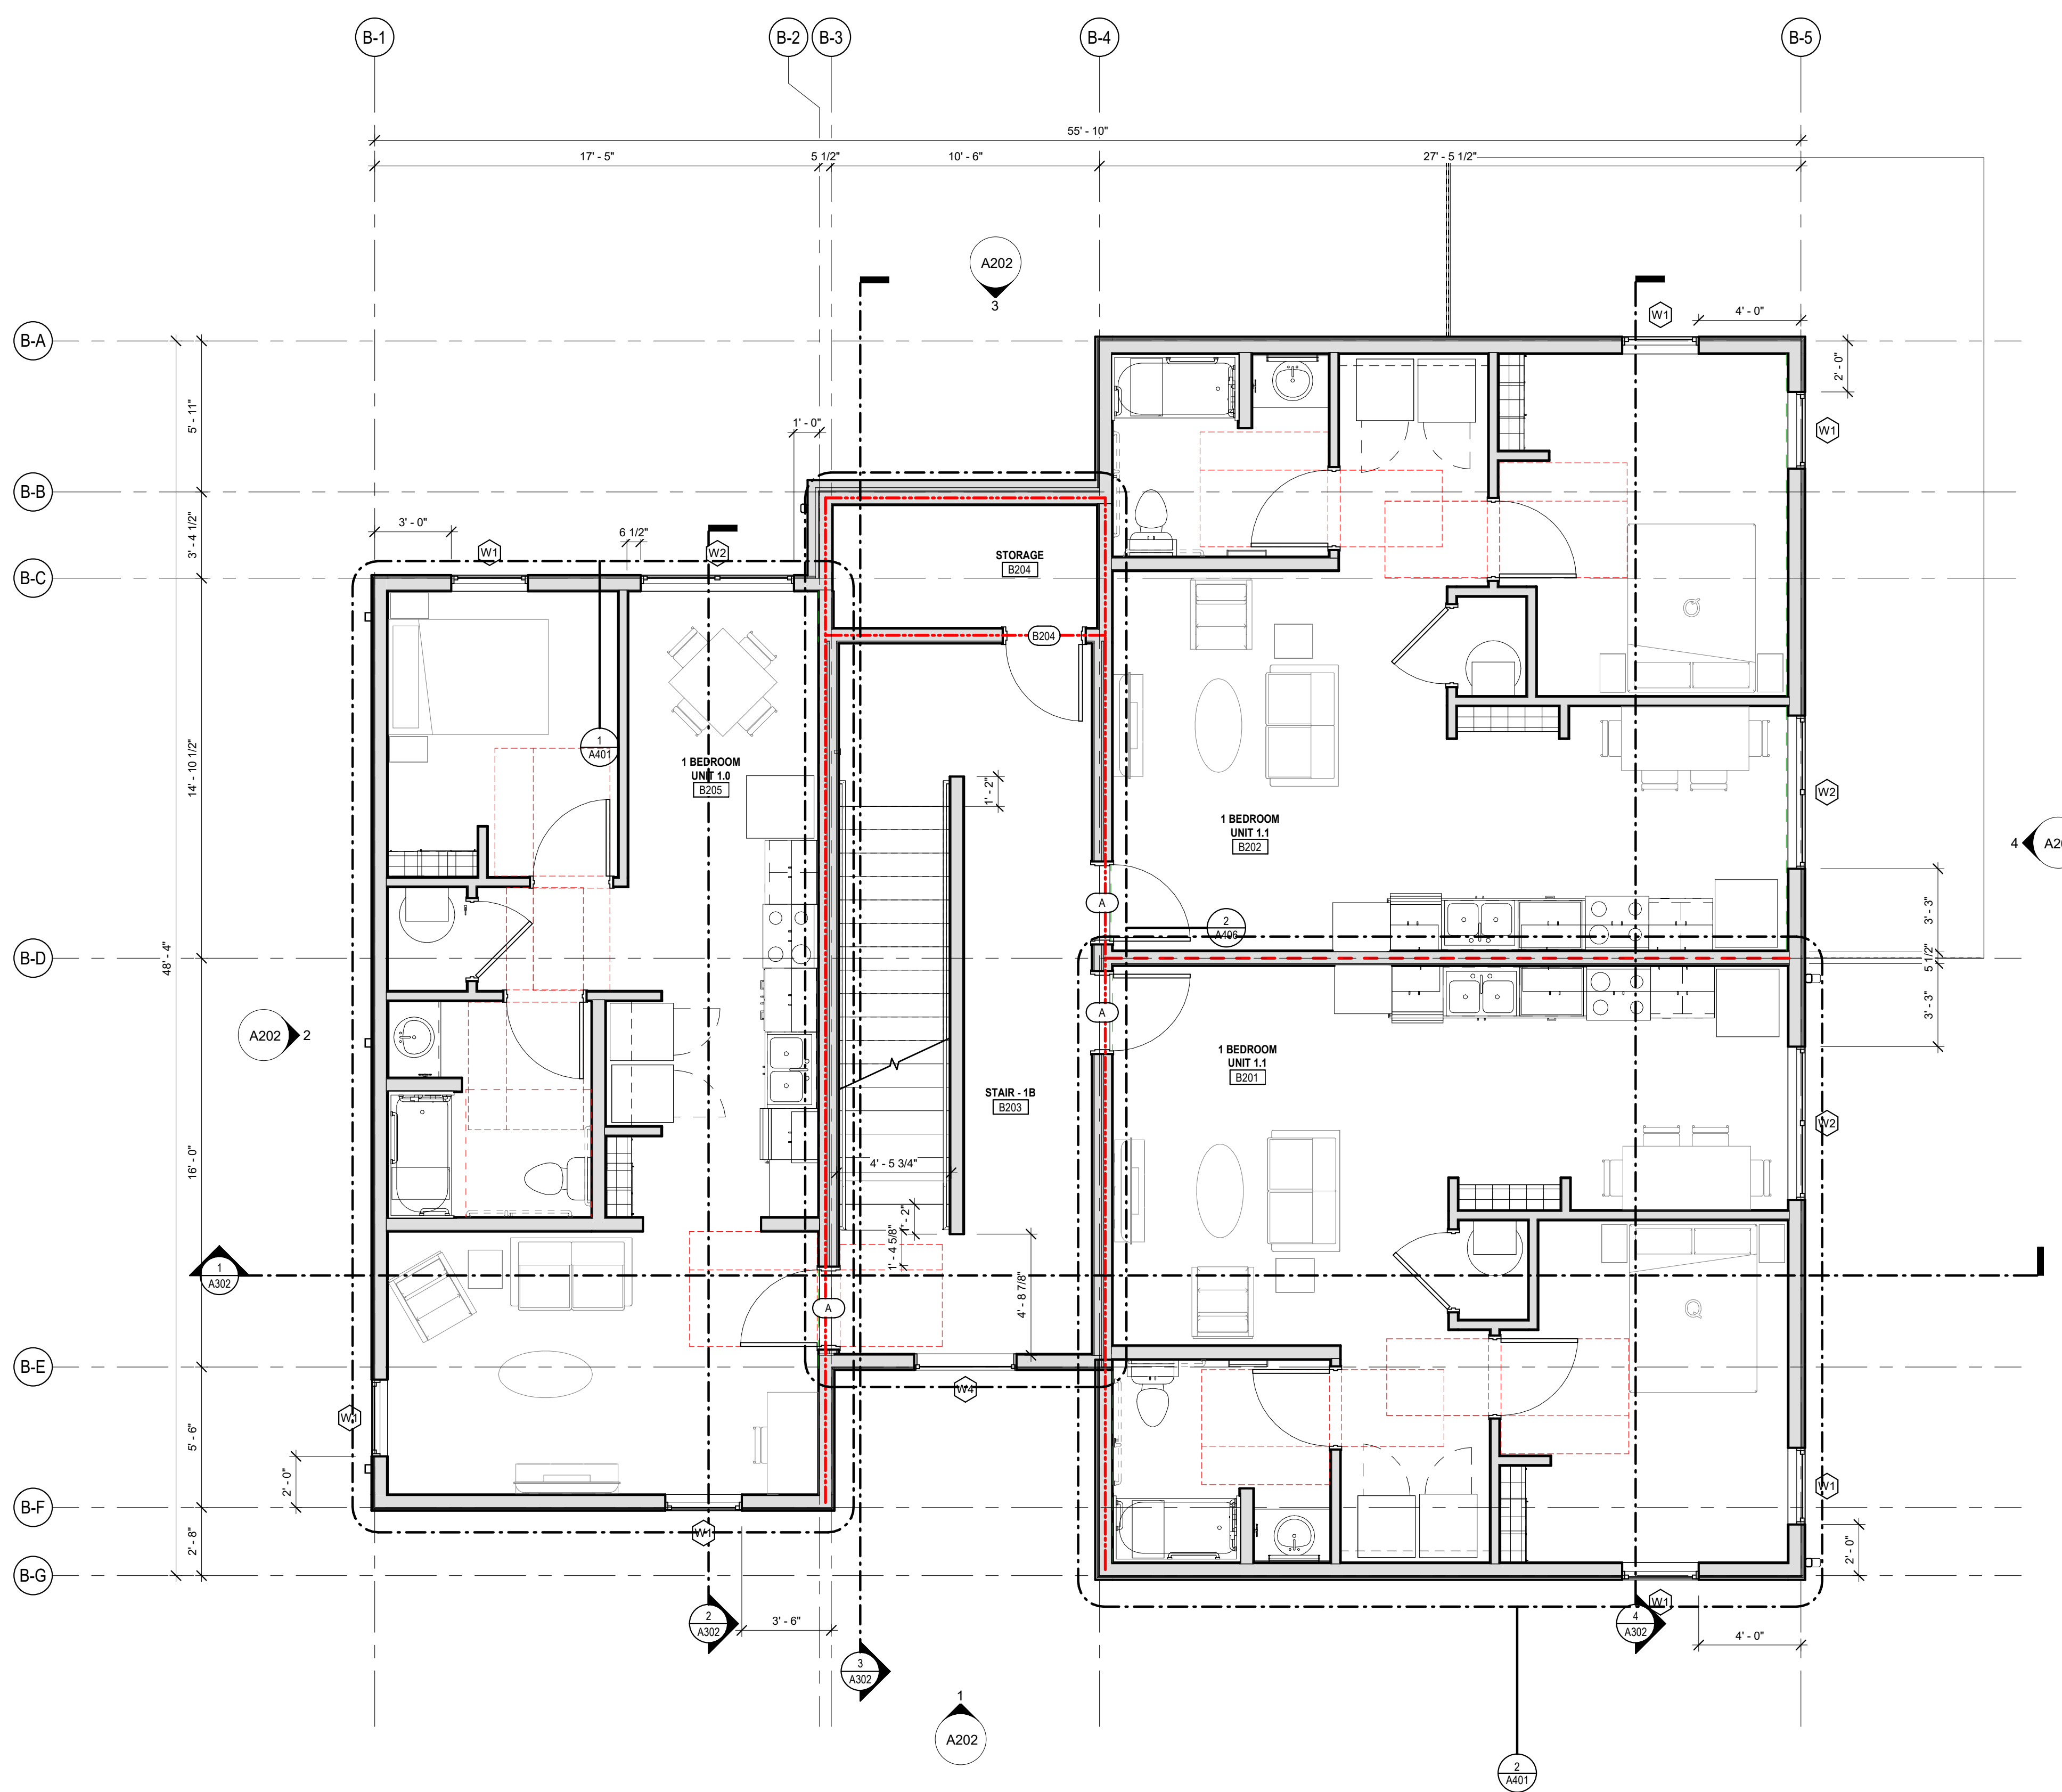 B-1
B-2
B-3
B-4
B-5
55' - 10"
17' - 5"
5 1/2"
10' - 6"
27' - 5 1/2"
A202
3
W1
4' - 0"
B-A
2' - 0"
5' - 11"
1' - 0"
W1
B-B
3' - 0"
6 1/2"
3' - 4 1/2"
W1
W2
STORAGE
B204
B-C
B204
1
A401
1 BEDROOM
UNIT 1.0
B205
14' - 10 1/2"
1' - 2"
W2
1 BEDROOM
UNIT 1.1
B202
4
48' - 4"
A
2
A406
3' - 3"
B-D
5 1/2"
A
3' - 3"
A202
2
1 BEDROOM
UNIT 1.1
B201
STAIR - 1B
B203
W2
16' - 0"
4' - 5 3/4"
1' - 2"
1' - 4 5/8"
1
A302
4' - 8 7/8"
A
B-E
W4
W1
5' - 6"
2' - 0"
W1
B-F
W1
2' - 8"
2' - 0"
B-G
2
A302
3' - 6"
W1
4
A302
4' - 0"
3
A302
1
A202
2
A401